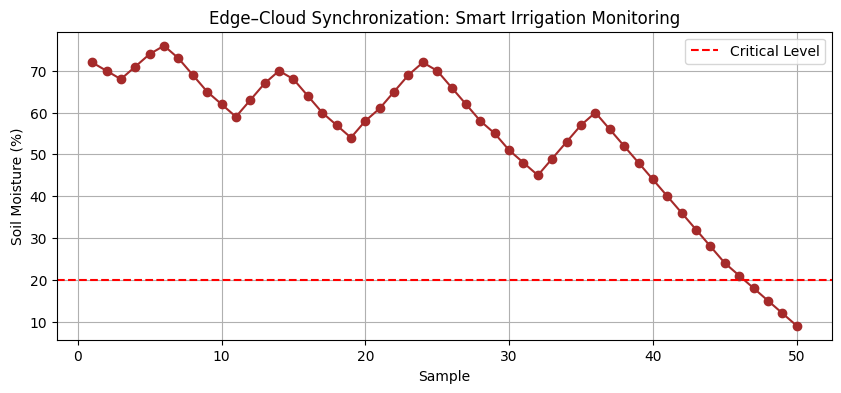 Edge–Cloud Synchronization: Smart Irrigation Monitoring
Critical Level
Soil Moisture (%)
70
60
50
40
30
20
10
0 10 20 30 40 50
Sample